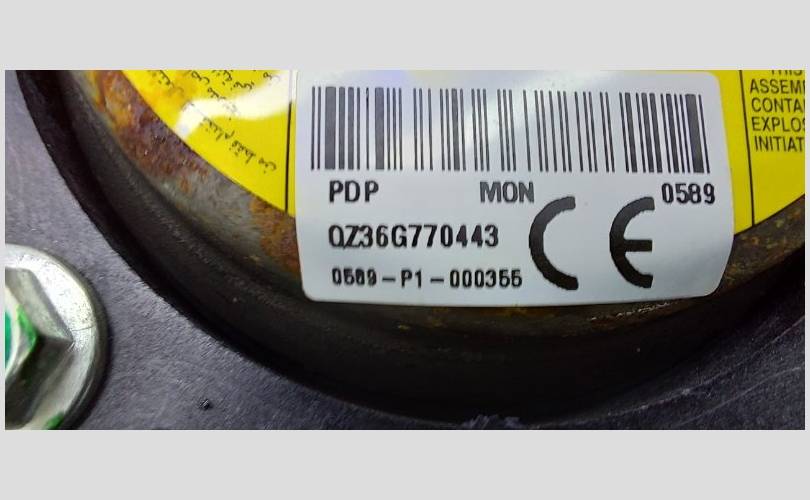 PDP MON 0589
QZ36G770443
0589-P1-000355
CE
ASSEM
CONTA
EXPLOS
INITIAT